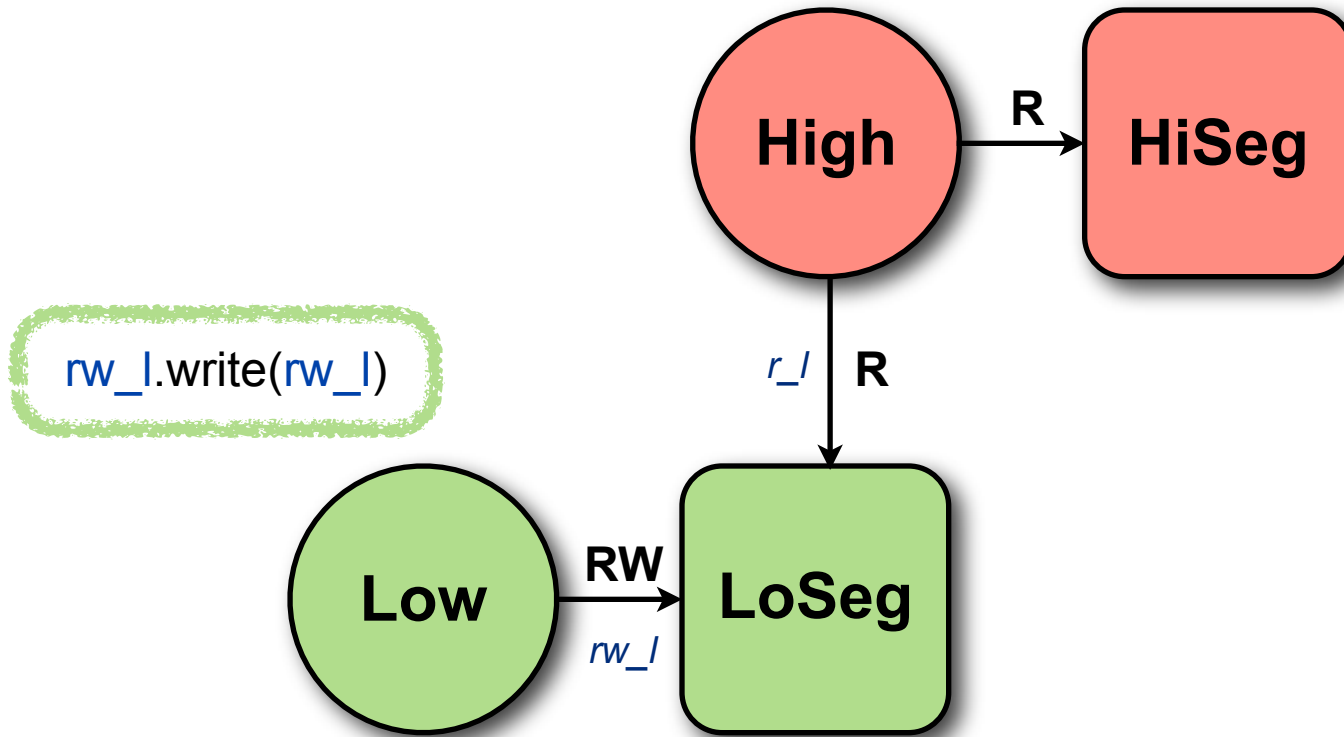 High
R
HiSeg
rw_l.write(rw_l)
r_l
R
Low
RW
rw_l
LoSeg